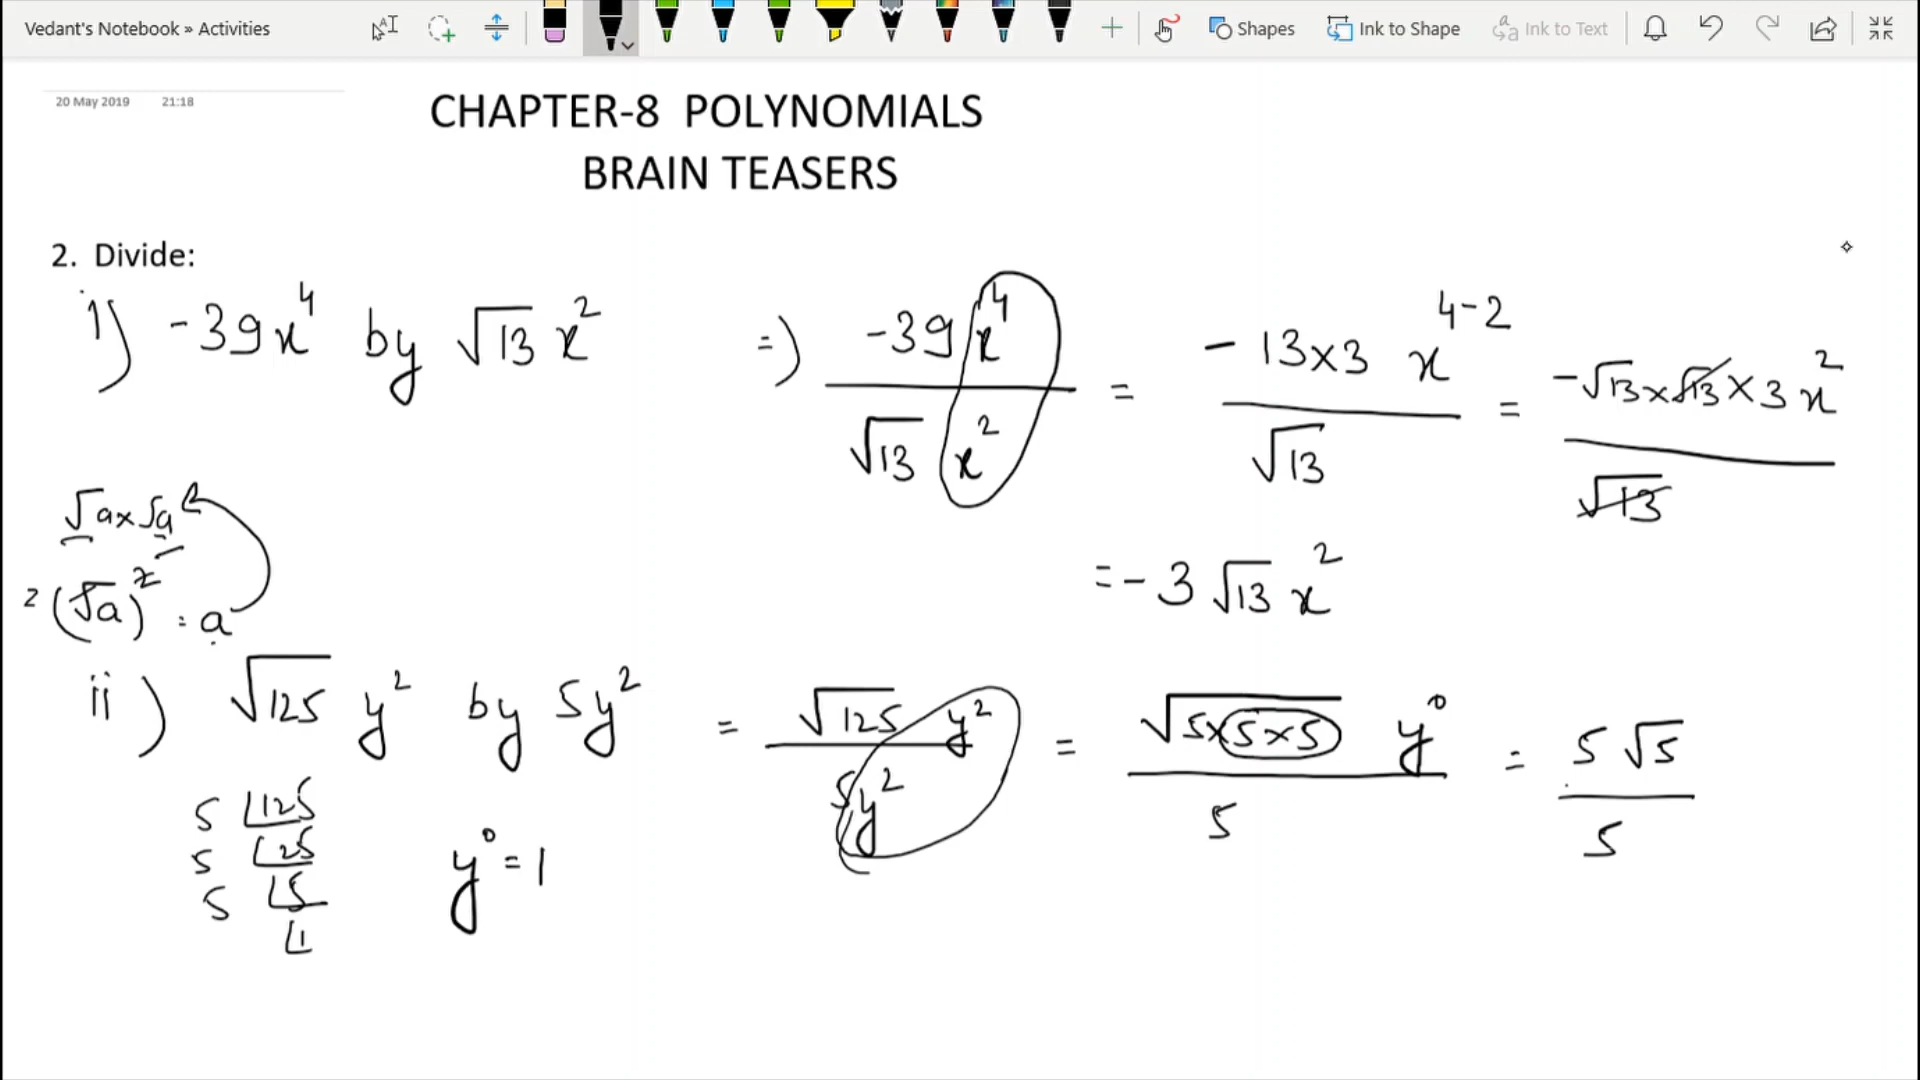 Vedant's Notebook » Activities
Shapes Ink to Shape Ink to Text
20 May 2019 21:18
CHAPTER-8 POLYNOMIALS
BRAIN TEASERS
2. Divide:
i) -39x⁴ by √13 x² => -39x⁴ / √13 x² = -13×3 x⁴⁻² / √13 = -√13×√13×3x² / √13
√a×√a
(√a)² = a
= -3√13 x²
ii) √125 y² by 5y² = √125 y² / 5y² = √5×5×5 y⁰ / 5 = 5√5 / 5
5 125
5 25
5 5
1
y⁰ = 1